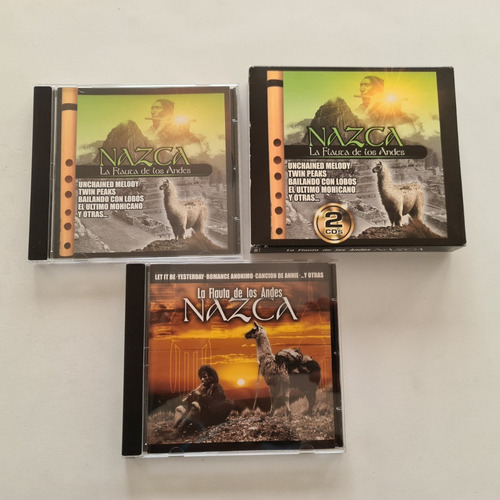 NAZCA
La Flauta de los Andes
UNCHAINED MELODY
TWIN PEAKS
BAILANDO CON LOBOS
EL ULTIMO MOHICANO
Y OTRAS...
NAZCA
La Flauta de los Andes
UNCHAINED MELODY
TWIN PEAKS
BAILANDO CON LOBOS
EL ULTIMO MOHICANO
Y OTRAS...
2
CDs
La Flauta de los Andes NAZCA
LET IT BE·YESTERDAY·ROMANCE ANONIMO·CANCION DE ANNIE·..Y OTRAS
La Flauta de los Andes
NAZCA